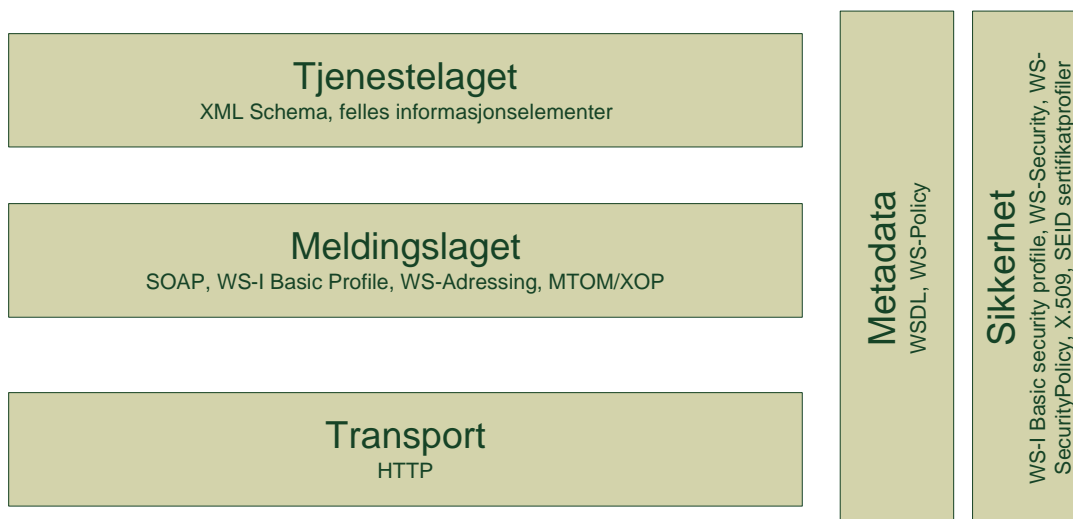 Tjenestelaget
XML Schema, felles informasjonselementer
Meldingslaget
SOAP, WS-I Basic Profile, WS-Adressing, MTOM/XOP
Transport
HTTP
Metadata
WSDL, WS-Policy
Sikkerhet
WS-I Basic security profile, WS-Security, WS-
SecurityPolicy, X.509, SEID sertifikatprofiler